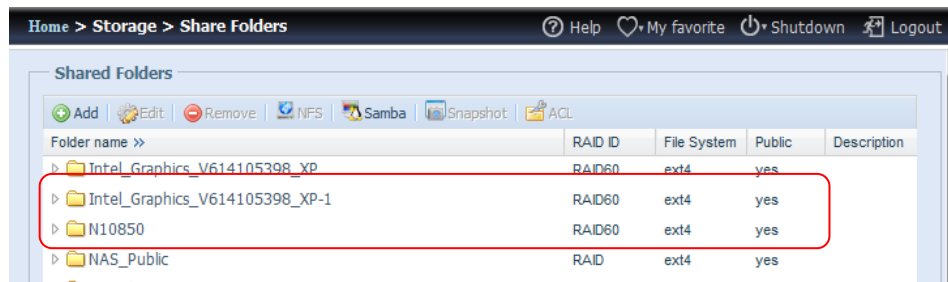 Home > Storage > Share Folders Help My favorite Shutdown Logout
Shared Folders
Add Edit Remove NFS Samba Snapshot ACL
Folder name >> RAID ID File System Public Description
Intel_Graphics_V614105398_XP RAID60 ext4 yes
Intel_Graphics_V614105398_XP-1 RAID60 ext4 yes
N10850 RAID60 ext4 yes
NAS_Public RAID ext4 yes